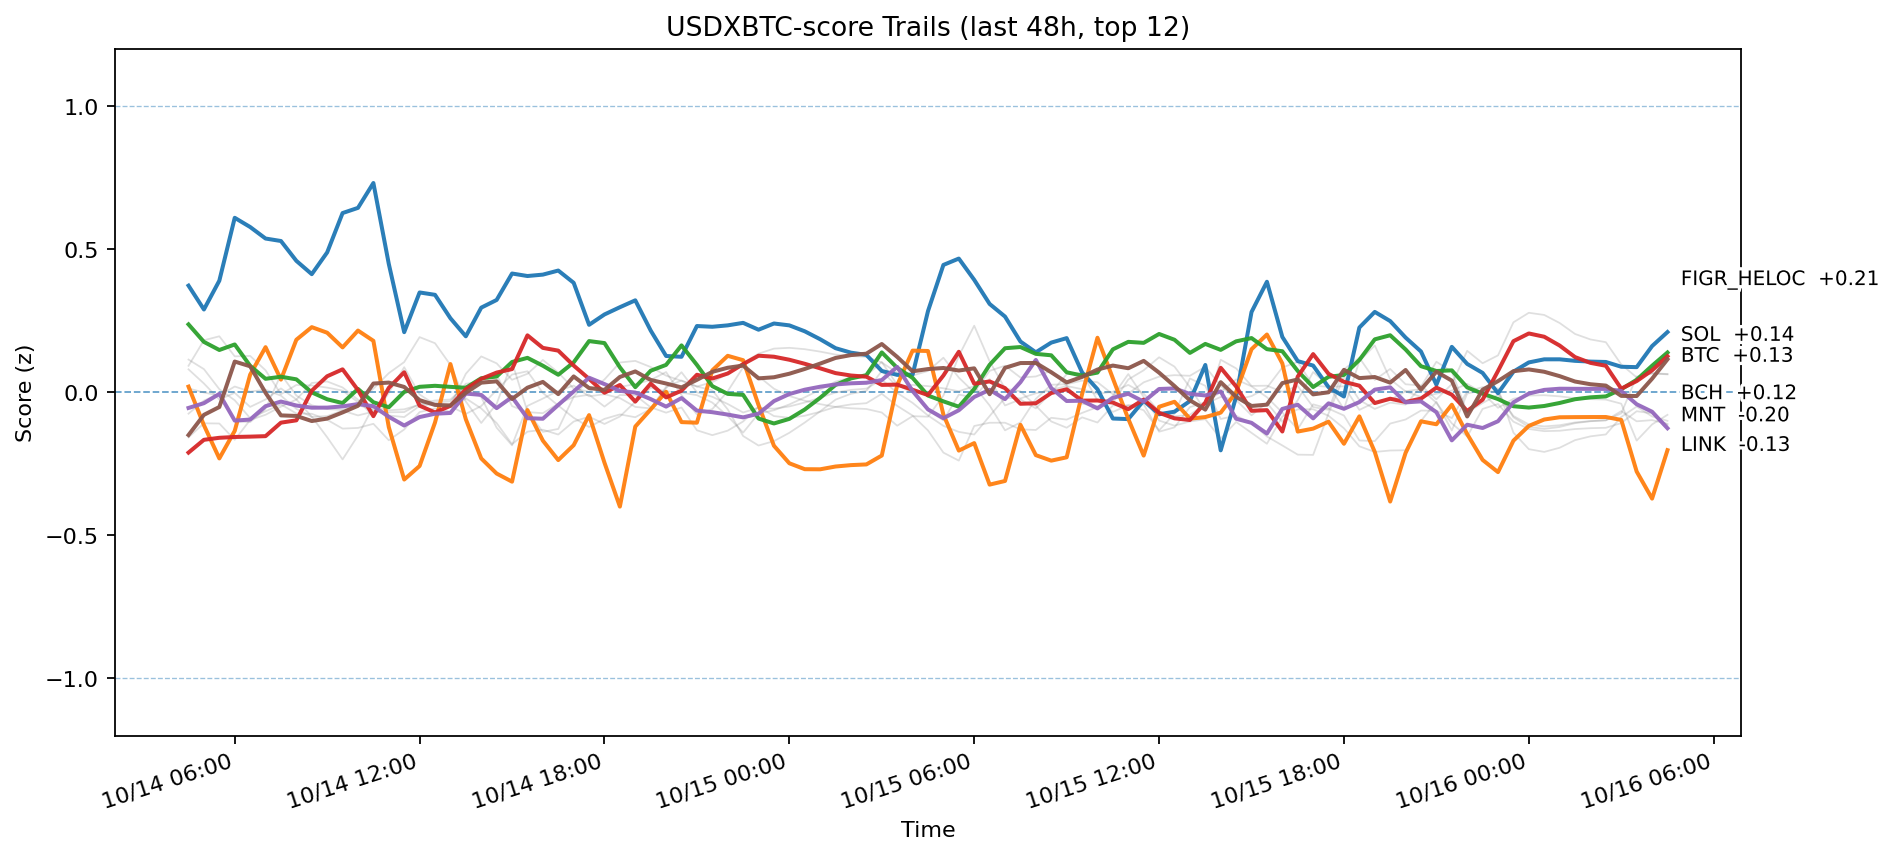 USDXBTC-score Trails (last 48h, top 12)
Score (z)
1.0
0.5
0.0
−0.5
−1.0
FIGR_HELOC +0.21
SOL +0.14
BTC +0.13
BCH +0.12
MNT -0.20
LINK -0.13
10/14 06:00
10/14 12:00
10/14 18:00
10/15 00:00
10/15 06:00
10/15 12:00
10/15 18:00
10/16 00:00
10/16 06:00
Time